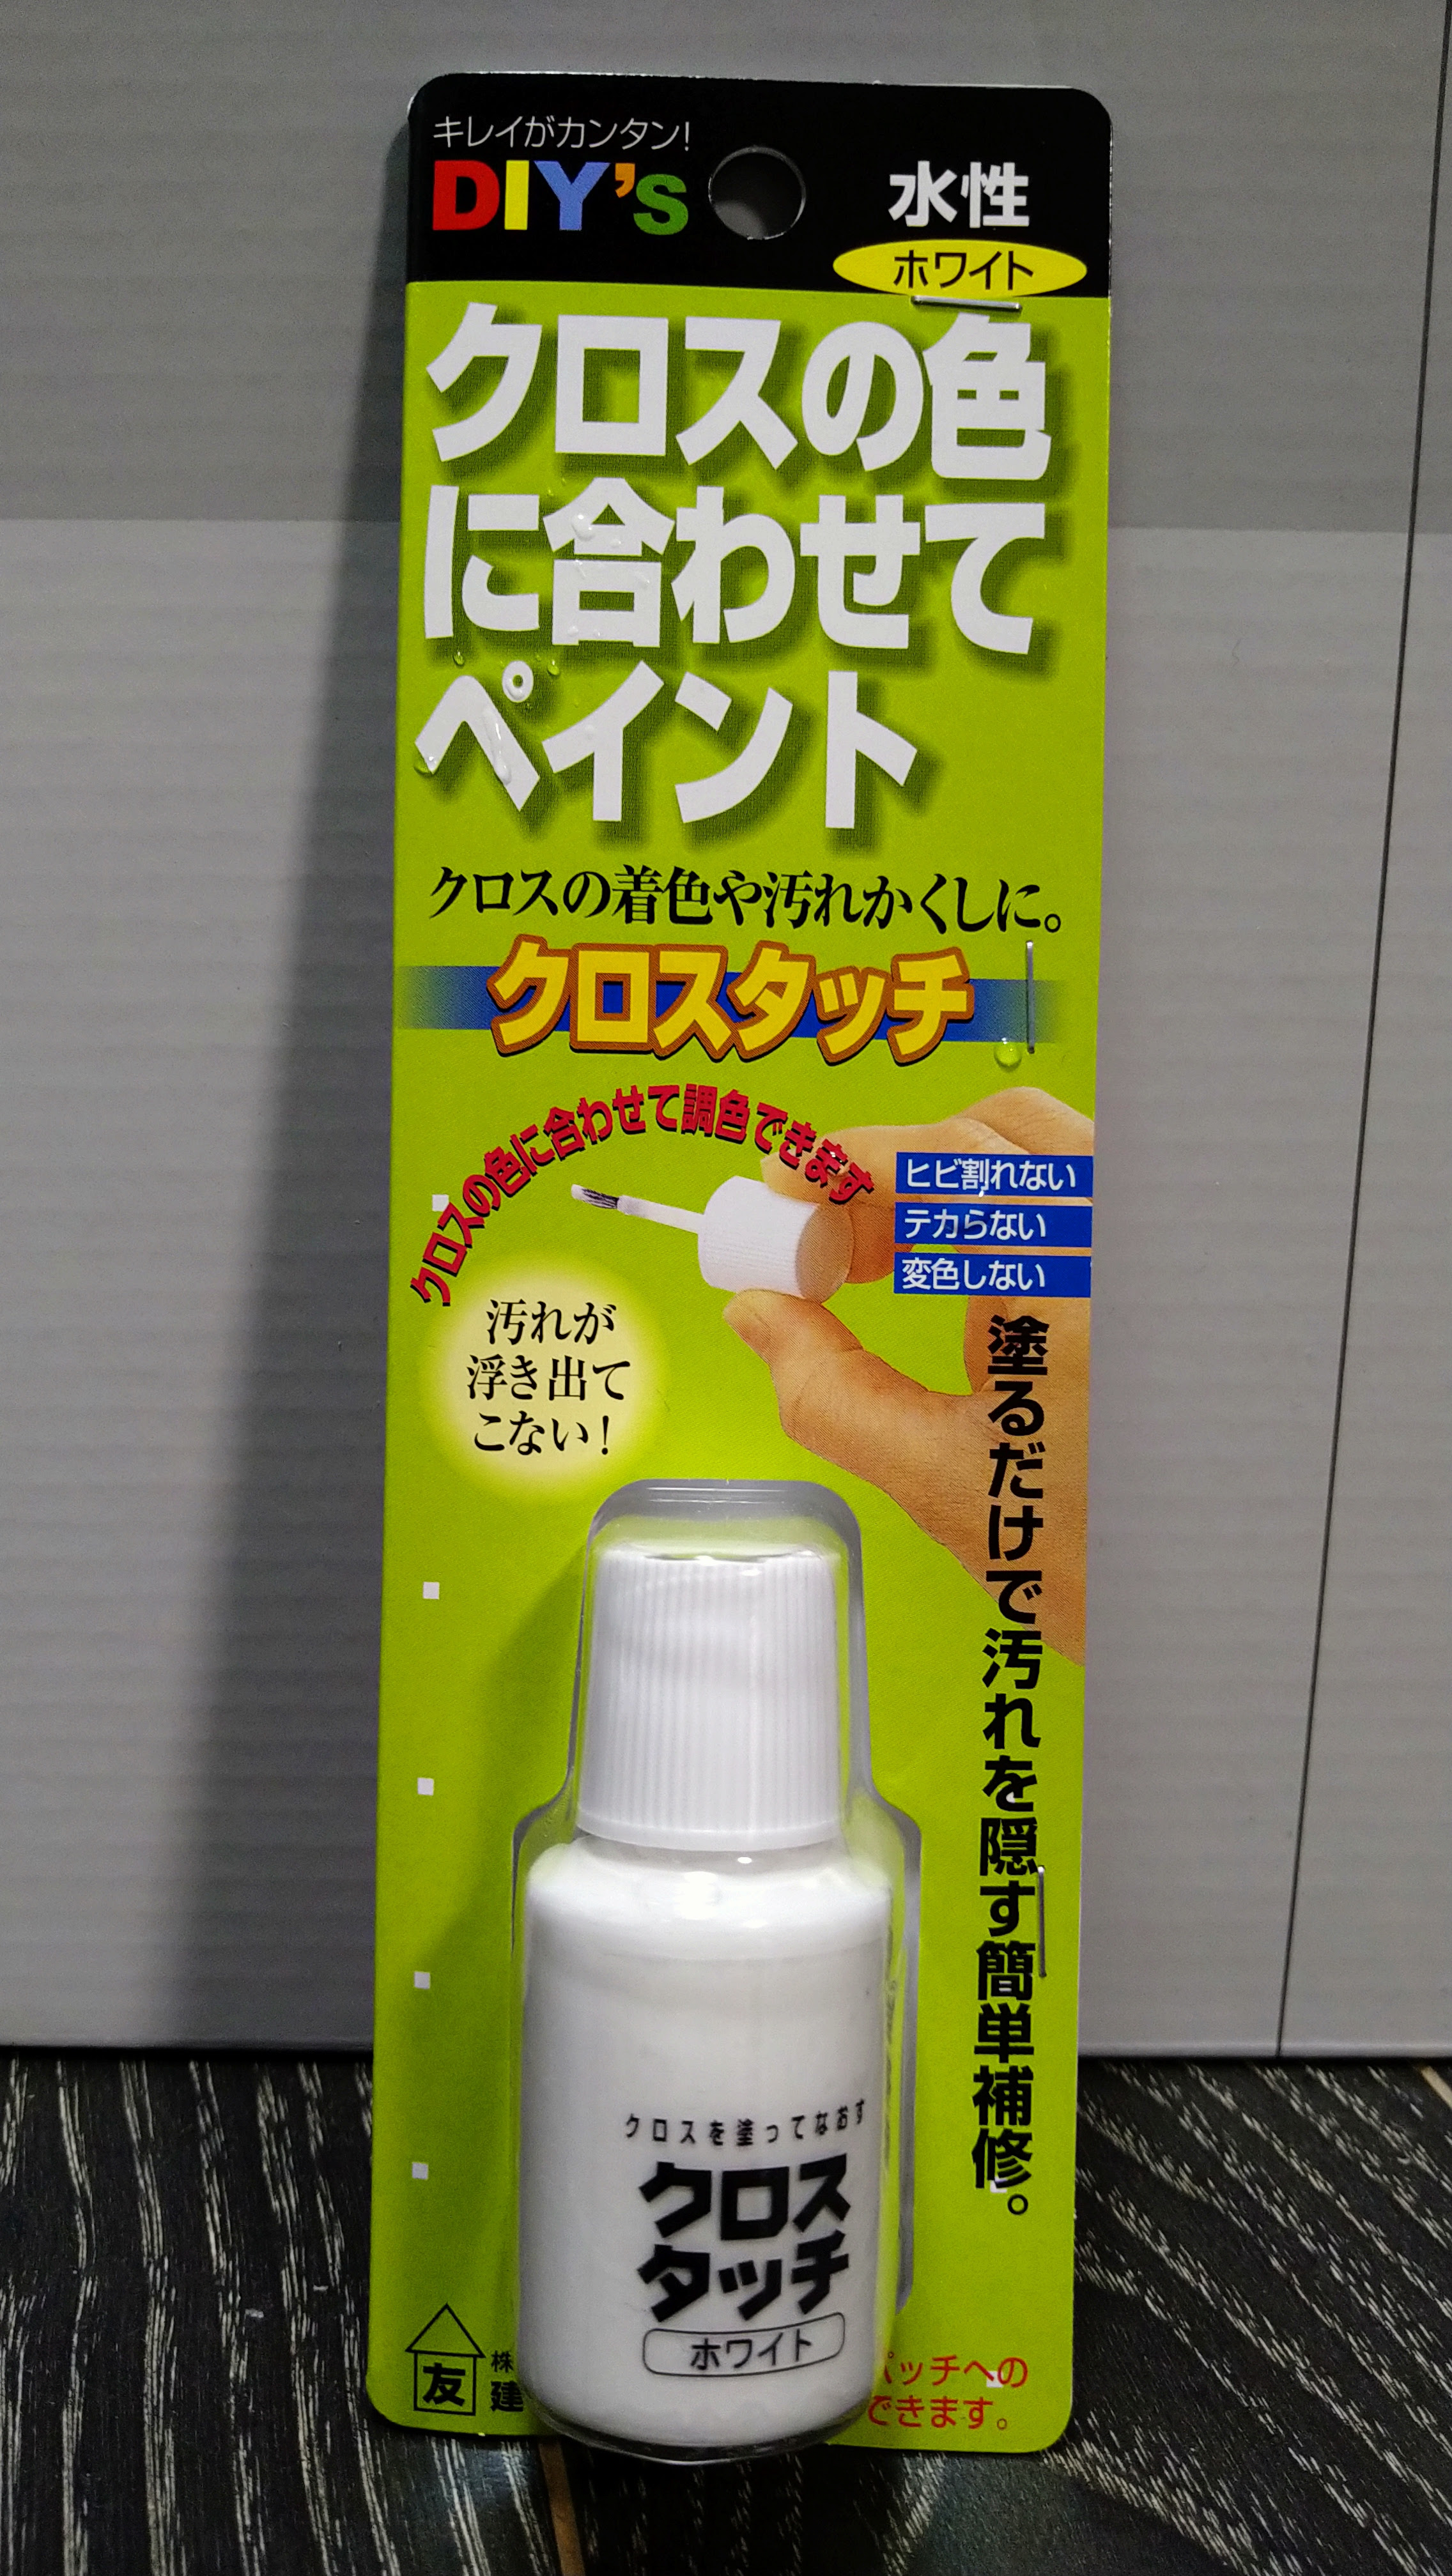 キレイがカンタン!
DIY'S
水性
ホワイト
クロスの色
に合わせて
ペイント
クロスの着色や汚れかくしに。
クロスタッチ
クロスの色に合わせて調色できます
ヒビ割れない
テカらない
変色しない
汚れが
浮き出て
こない!
塗るだけで汚れを隠す簡単補修。
クロスを塗ってなおす
クロス
タッチ
ホワイト
友
株
建
パッチへの
できます。